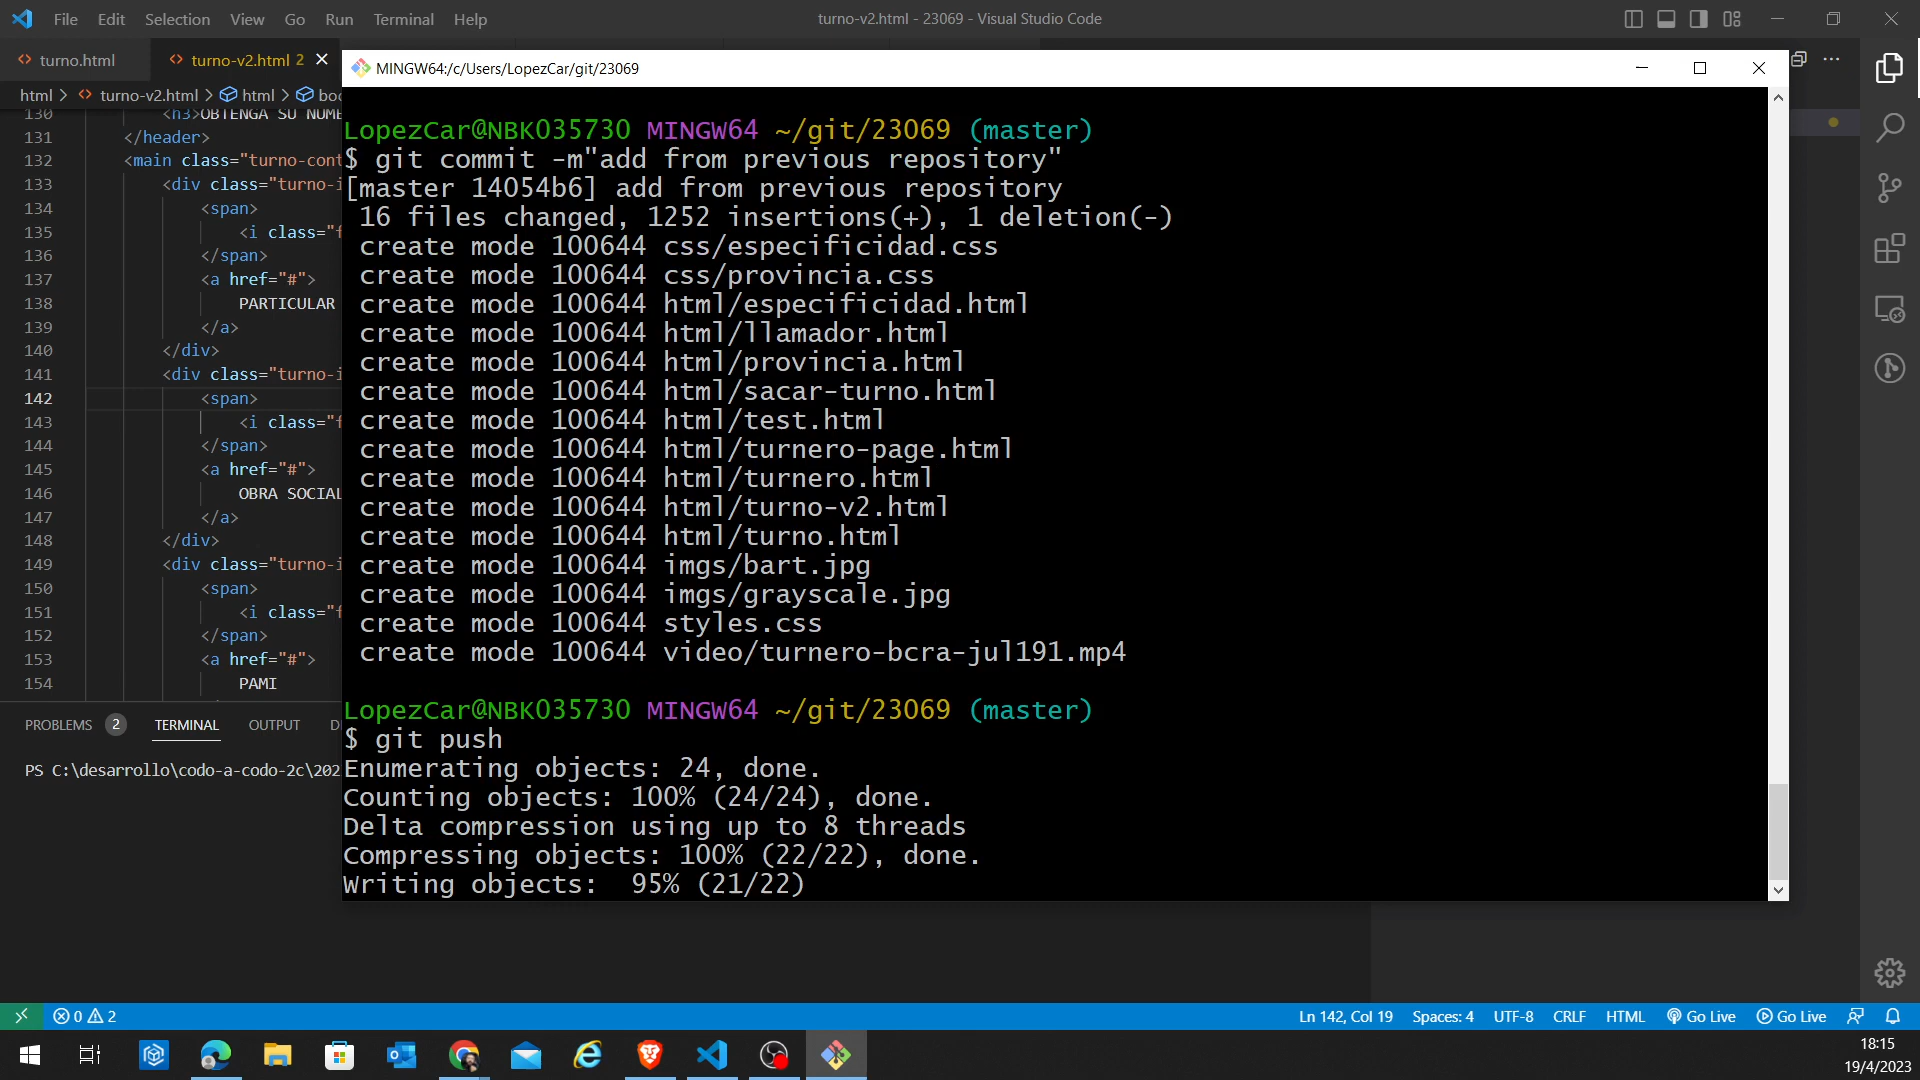 File Edit Selection View Go Run Terminal Help
turno-v2.html - 23069 - Visual Studio Code
turno.html
turno-v2.html 2
html > turno-v2.html > html >
130 <h3>OBTENGA SU NUME
131 </header>
132 <main class="turno-cont
133 <div class="turno-i
134 <span>
135 <i class="f
136 </span>
137 <a href="#">
138 PARTICULAR
139 </a>
140 </div>
141 <div class="turno-i
142 <span>
143 <i class="f
144 </span>
145 <a href="#">
146 OBRA SOCIAL
147 </a>
148 </div>
149 <div class="turno-i
150 <span>
151 <i class="f
152 </span>
153 <a href="#">
154 PAMI
PROBLEMS 2 TERMINAL OUTPUT D
PS C:\desarrollo\codo-a-codo-2c\202
MINGW64:/c/Users/LopezCar/git/23069
LopezCar@NBK035730 MINGW64 ~/git/23069 (master)
$ git commit -m"add from previous repository"
[master 14054b6] add from previous repository
16 files changed, 1252 insertions(+), 1 deletion(-)
create mode 100644 css/especificidad.css
create mode 100644 css/provincia.css
create mode 100644 html/especificidad.html
create mode 100644 html/llamador.html
create mode 100644 html/provincia.html
create mode 100644 html/sacar-turno.html
create mode 100644 html/test.html
create mode 100644 html/turnero-page.html
create mode 100644 html/turnero.html
create mode 100644 html/turno-v2.html
create mode 100644 html/turno.html
create mode 100644 imgs/bart.jpg
create mode 100644 imgs/grayscale.jpg
create mode 100644 styles.css
create mode 100644 video/turnero-bcra-jul191.mp4
LopezCar@NBK035730 MINGW64 ~/git/23069 (master)
$ git push
Enumerating objects: 24, done.
Counting objects: 100% (24/24), done.
Delta compression using up to 8 threads
Compressing objects: 100% (22/22), done.
Writing objects:  95% (21/22)
0 2
Ln 142, Col 19 Spaces: 4 UTF-8 CRLF HTML Go Live Go Live
18:15
19/4/2023